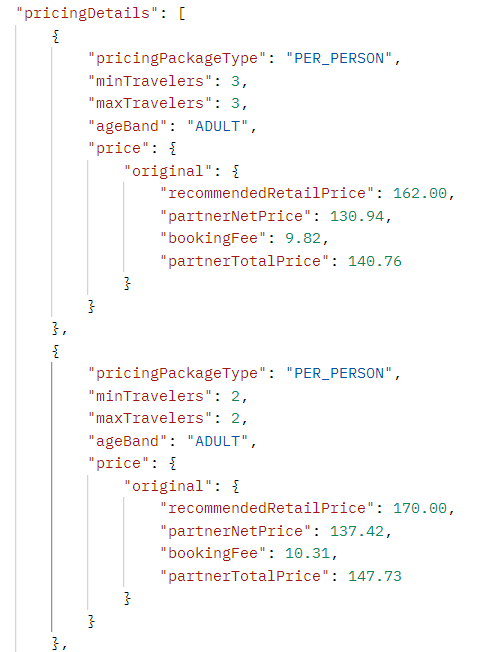 "pricingDetails": [
{
"pricingPackageType": "PER_PERSON",
"minTravelers": 3,
"maxTravelers": 3,
"ageBand": "ADULT",
"price": {
"original": {
"recommendedRetailPrice": 162.00,
"partnerNetPrice": 130.94,
"bookingFee": 9.82,
"partnerTotalPrice": 140.76
}
}
},
{
"pricingPackageType": "PER_PERSON",
"minTravelers": 2,
"maxTravelers": 2,
"ageBand": "ADULT",
"price": {
"original": {
"recommendedRetailPrice": 170.00,
"partnerNetPrice": 137.42,
"bookingFee": 10.31,
"partnerTotalPrice": 147.73
}
}
},